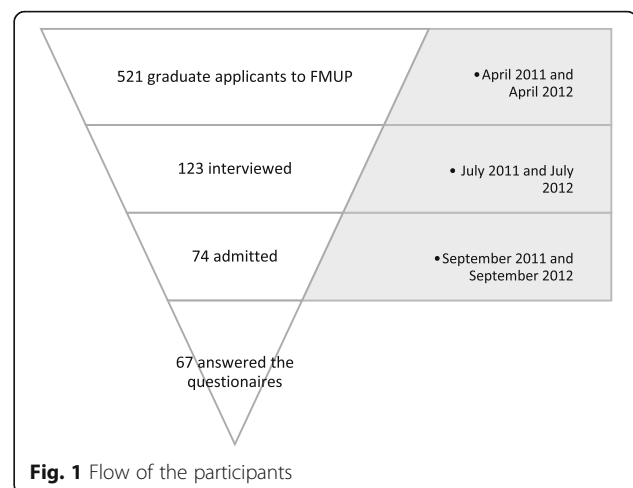 521 graduate applicants to FMUP
•April 2011 and
April 2012
123 interviewed
• July 2011 and July
2012
74 admitted
•September 2011 and
September 2012
67 answered the
questionaires
Fig. 1 Flow of the participants